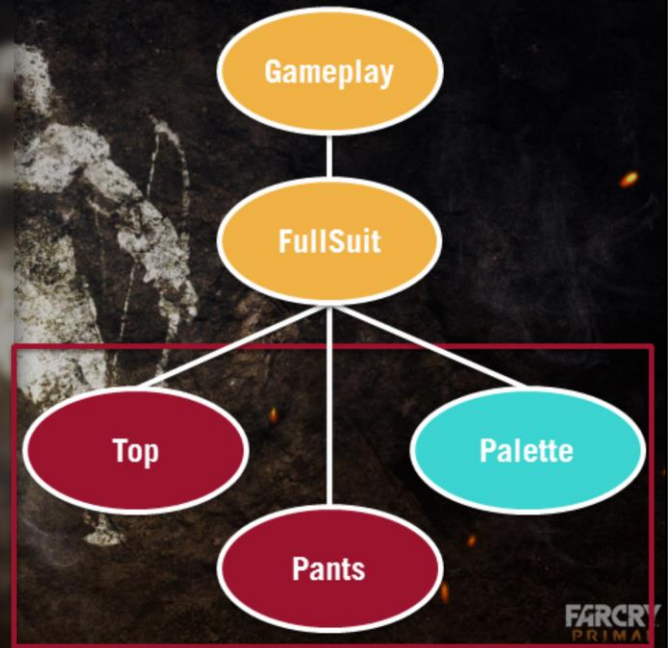 Gameplay
FullSuit
Top
Palette
Pants
FARCRY
PRIMAL